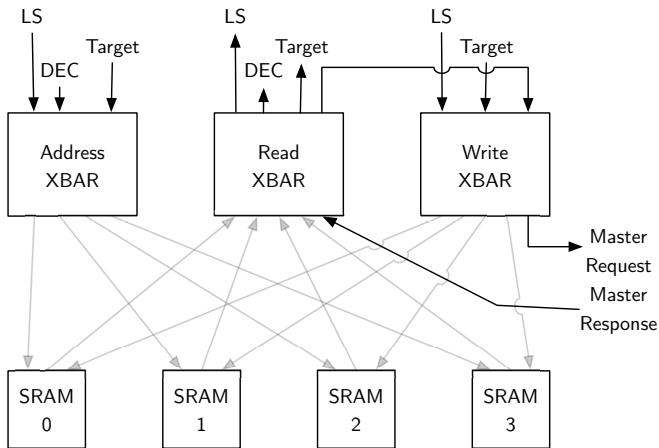 LS
LS
LS
Target
Target
Target
DEC
DEC
Address
XBAR
Read
XBAR
Write
XBAR
Master
Request
Master
Response
SRAM
0
SRAM
1
SRAM
2
SRAM
3